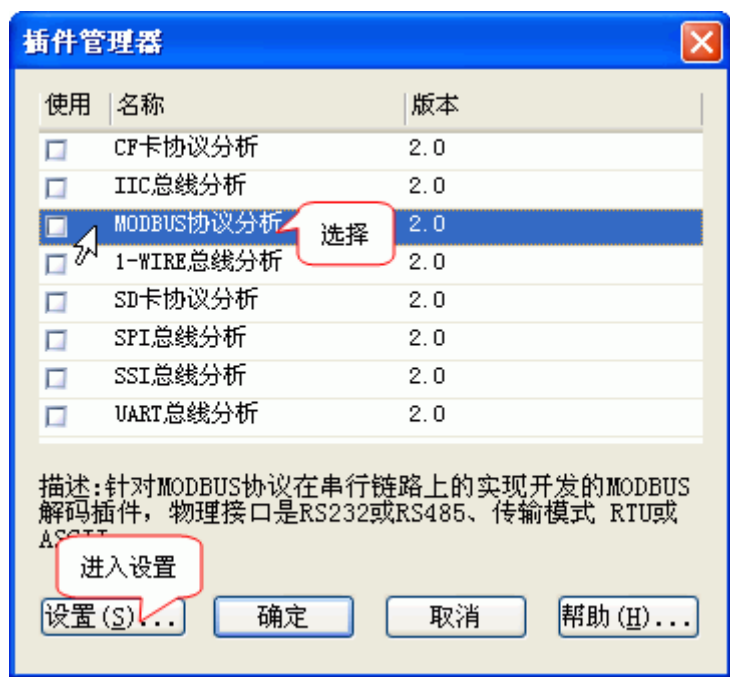 插件管理器
使用 名称 版本
CF卡协议分析 2.0
IIC总线分析 2.0
MODBUS协议分析 2.0
选择
1-WIRE总线分析 2.0
SD卡协议分析 2.0
SPI总线分析 2.0
SSI总线分析 2.0
UART总线分析 2.0
描述:针对MODBUS协议在串行链路上的实现开发的MODBUS
解码插件，物理接口是RS232或RS485、传输模式 RTU或
进入设置
设置(S)... 确定 取消 帮助(H)...